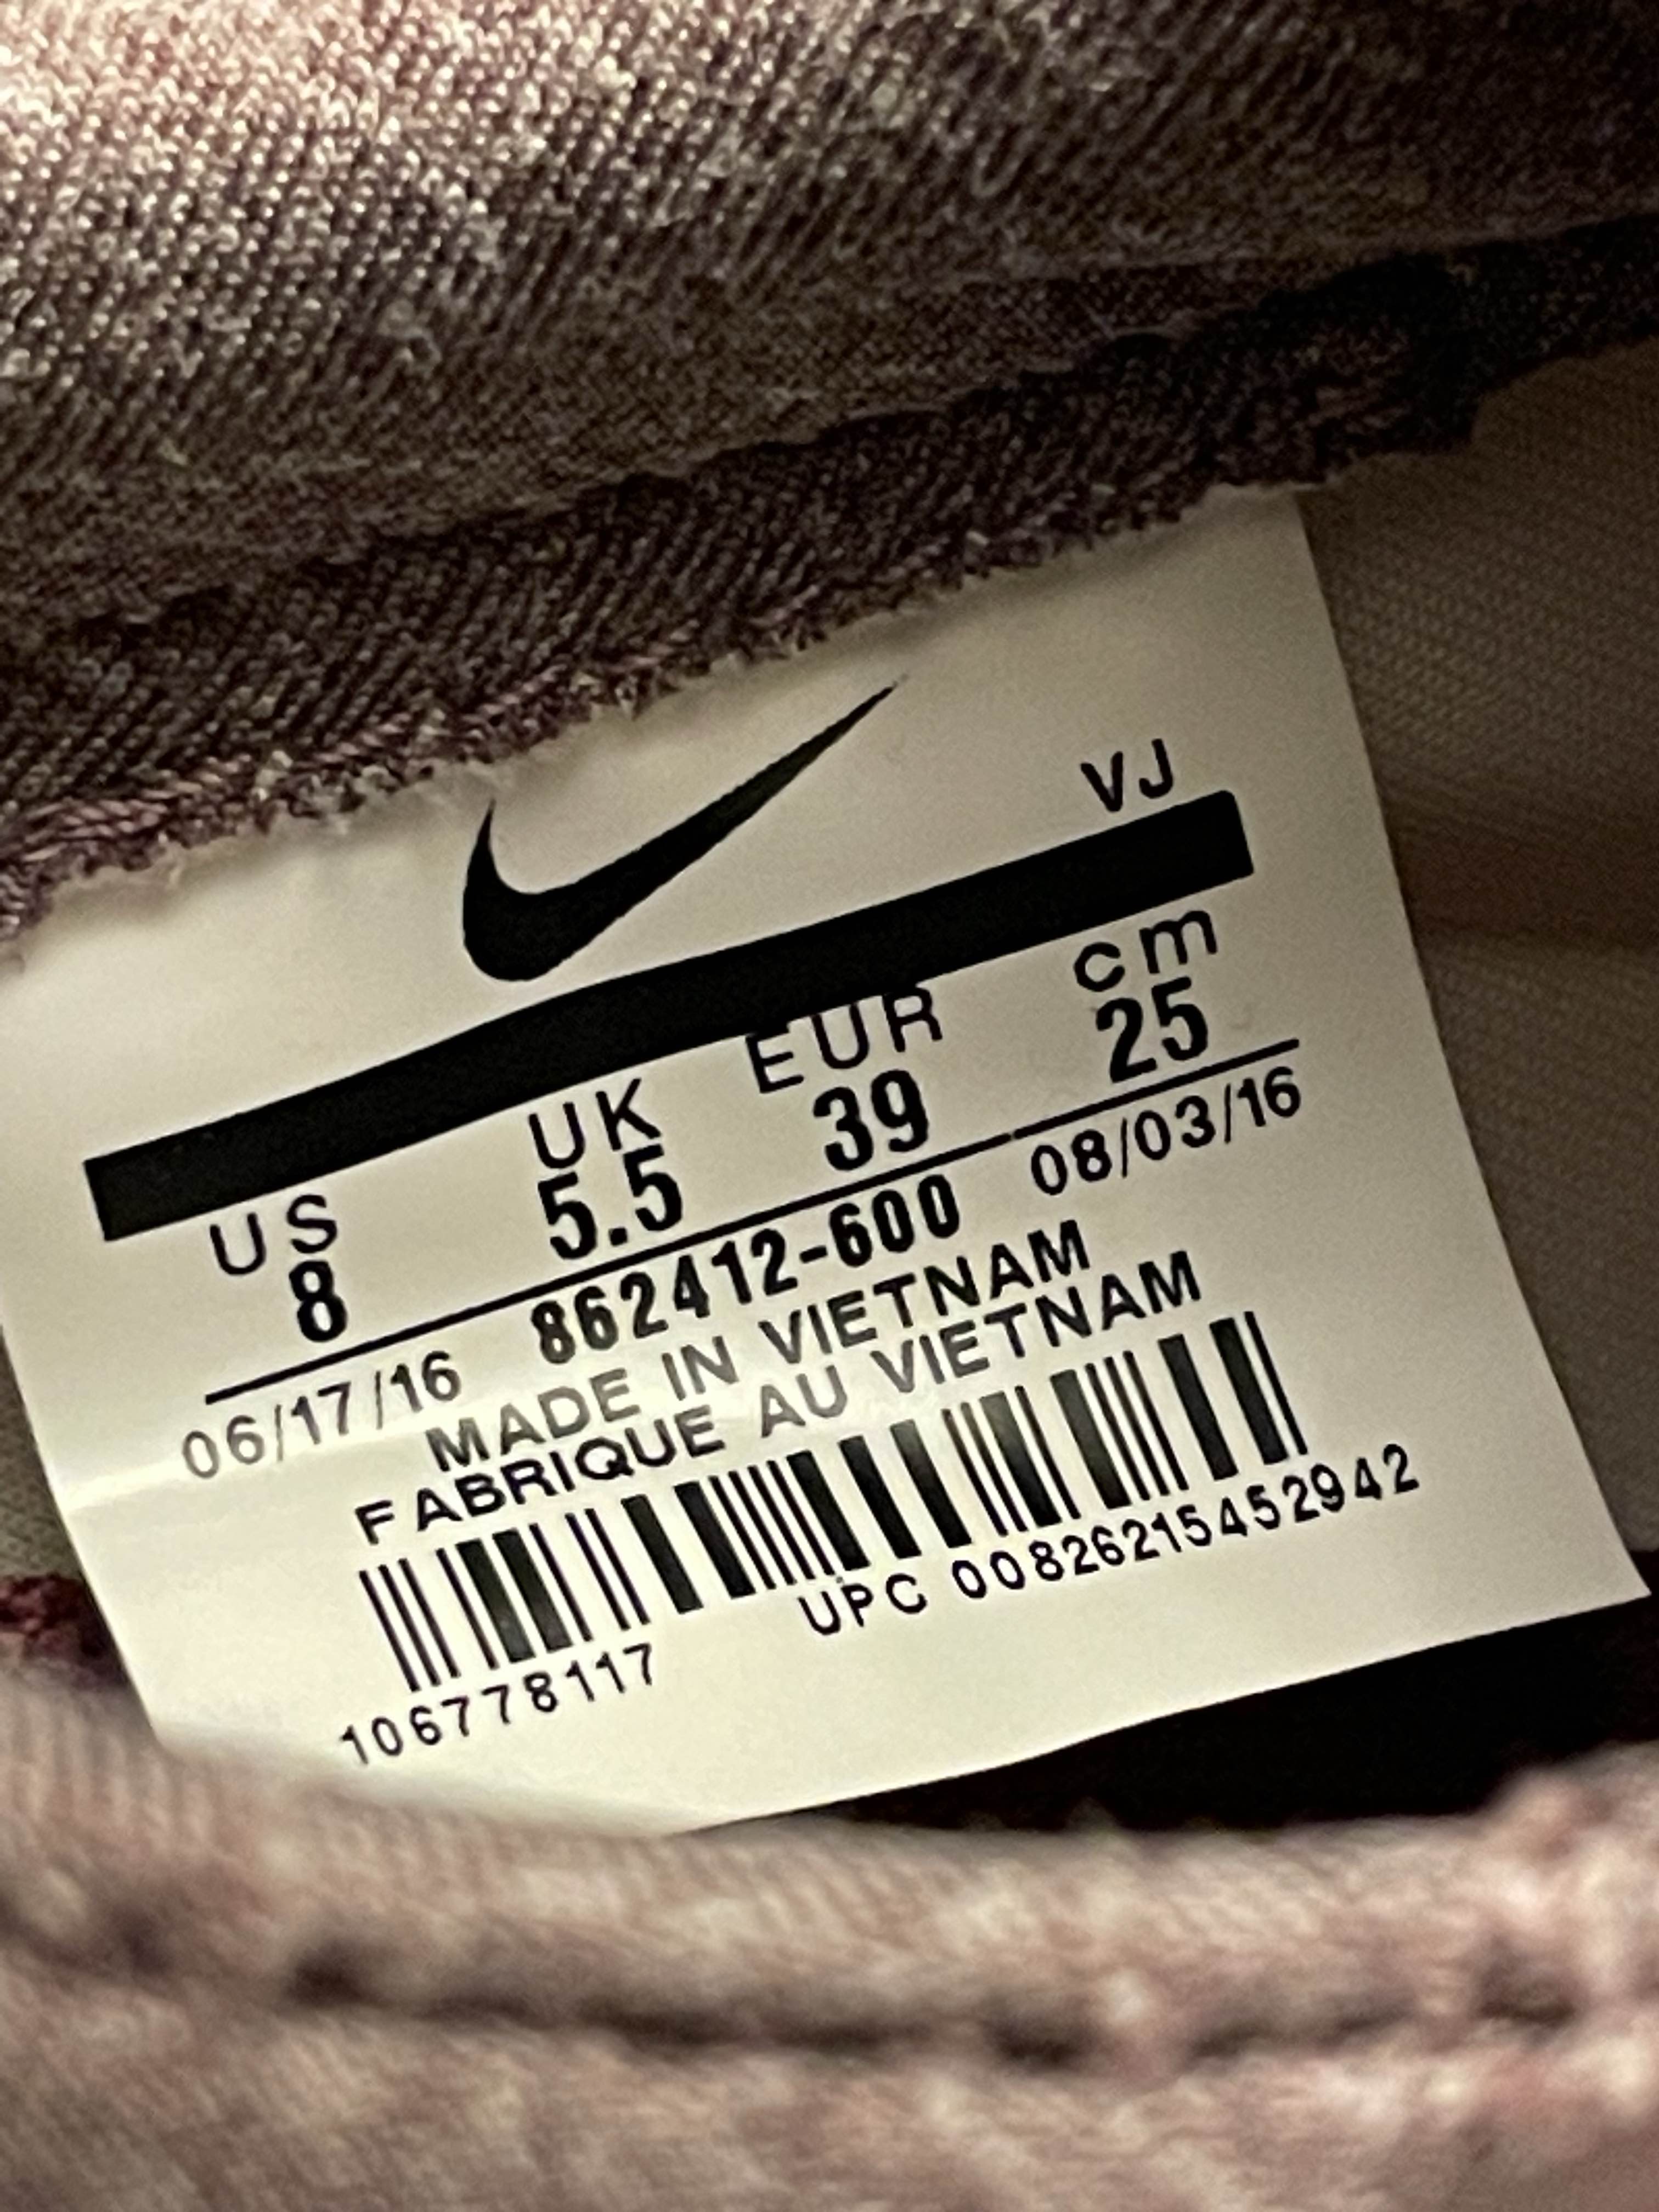 VJ
US UK EUR cm
8 5.5 39 25
06/17/16 862412-600 08/03/16
MADE IN VIETNAM
FABRIQUE AU VIETNAM
106778117 UPC 00826215452942